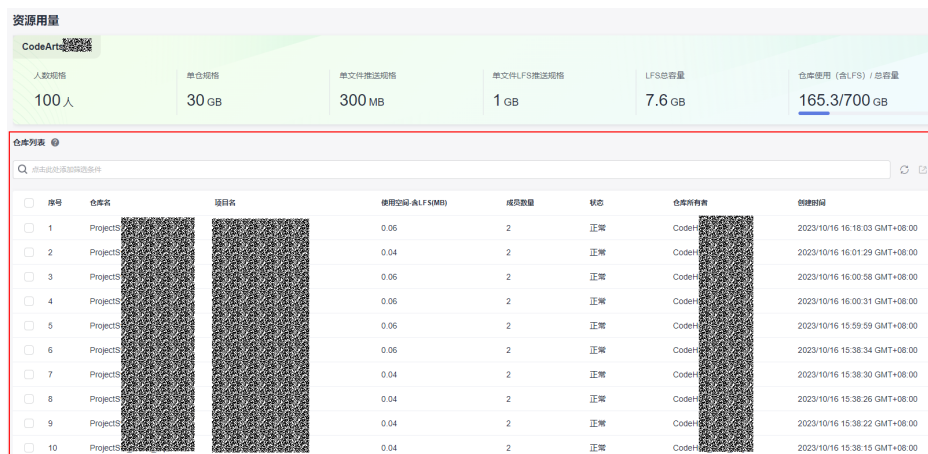 资源用量
CodeArts
人数规格 单仓规格 单文件推送规格 单文件LFS推送规格 LFS总容量 仓库使用（含LFS）/ 总容量
100 人 30 GB 300 MB 1 GB 7.6 GB 165.3/700 GB
仓库列表
点击此处添加筛选条件
序号 仓库名 项目名 使用空间-含LFS(MB) 成员数量 状态 仓库所有者 创建时间
1 ProjectS 0.06 2 正常 CodeH 2023/10/16 16:18:03 GMT+08:00
2 ProjectS 0.04 2 正常 CodeH 2023/10/16 16:01:29 GMT+08:00
3 ProjectS 0.06 2 正常 CodeH 2023/10/16 16:00:58 GMT+08:00
4 ProjectS 0.06 2 正常 CodeH 2023/10/16 16:00:31 GMT+08:00
5 ProjectS 0.06 2 正常 CodeH 2023/10/16 15:59:59 GMT+08:00
6 ProjectS 0.06 2 正常 CodeH 2023/10/16 15:38:34 GMT+08:00
7 ProjectS 0.04 2 正常 CodeH 2023/10/16 15:38:30 GMT+08:00
8 ProjectS 0.04 2 正常 CodeH 2023/10/16 15:38:26 GMT+08:00
9 ProjectS 0.04 2 正常 CodeH 2023/10/16 15:38:22 GMT+08:00
10 ProjectS 0.04 2 正常 CodeH 2023/10/16 15:38:15 GMT+08:00